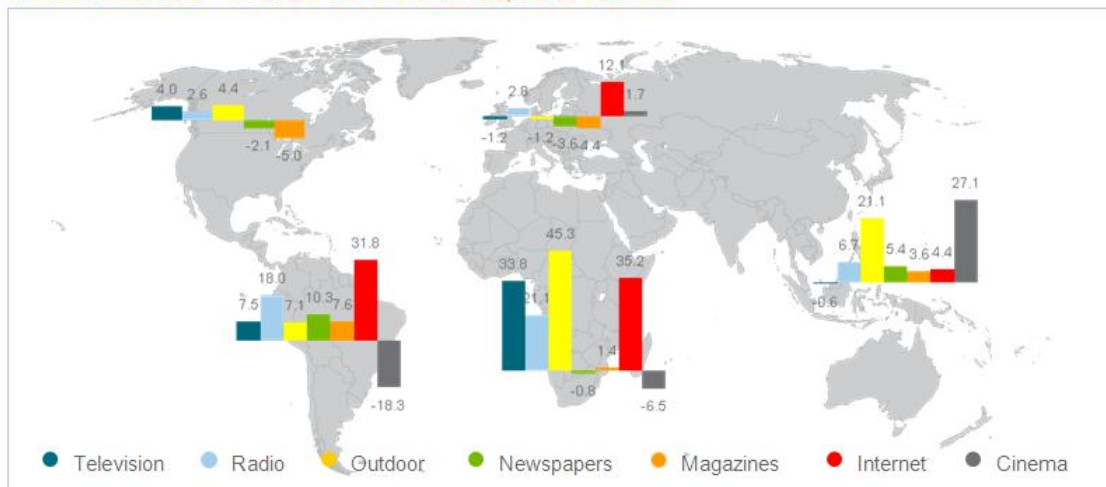 4.0 2.6 4.4 -2.1 -5.0
-1.2 2.8 -1.2 -3.6 -4.4 12.1 1.7
7.5 18.0 7.1 10.3 7.6 31.8 -18.3
33.8 21.1 45.3 -0.8 1.4 35.2 -6.5
-0.6 6.7 21.1 5.4 3.6 4.4 27.1
Television Radio Outdoor Newspapers Magazines Internet Cinema